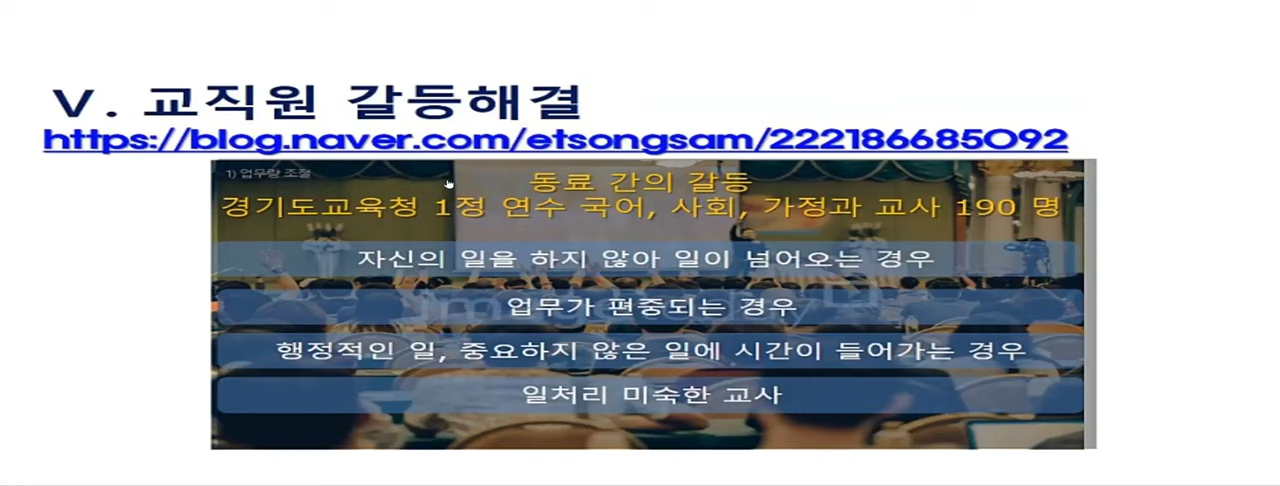 V. 교직원 갈등해결
https://blog.naver.com/etsongsam/222186685092
1) 업무량 조절
동료 간의 갈등
경기도교육청 1정 연수 국어, 사회, 가정과 교사 190 명
자신의 일을 하지 않아 일이 넘어오는 경우
업무가 편중되는 경우
행정적인 일, 중요하지 않은 일에 시간이 들어가는 경우
일처리 미숙한 교사